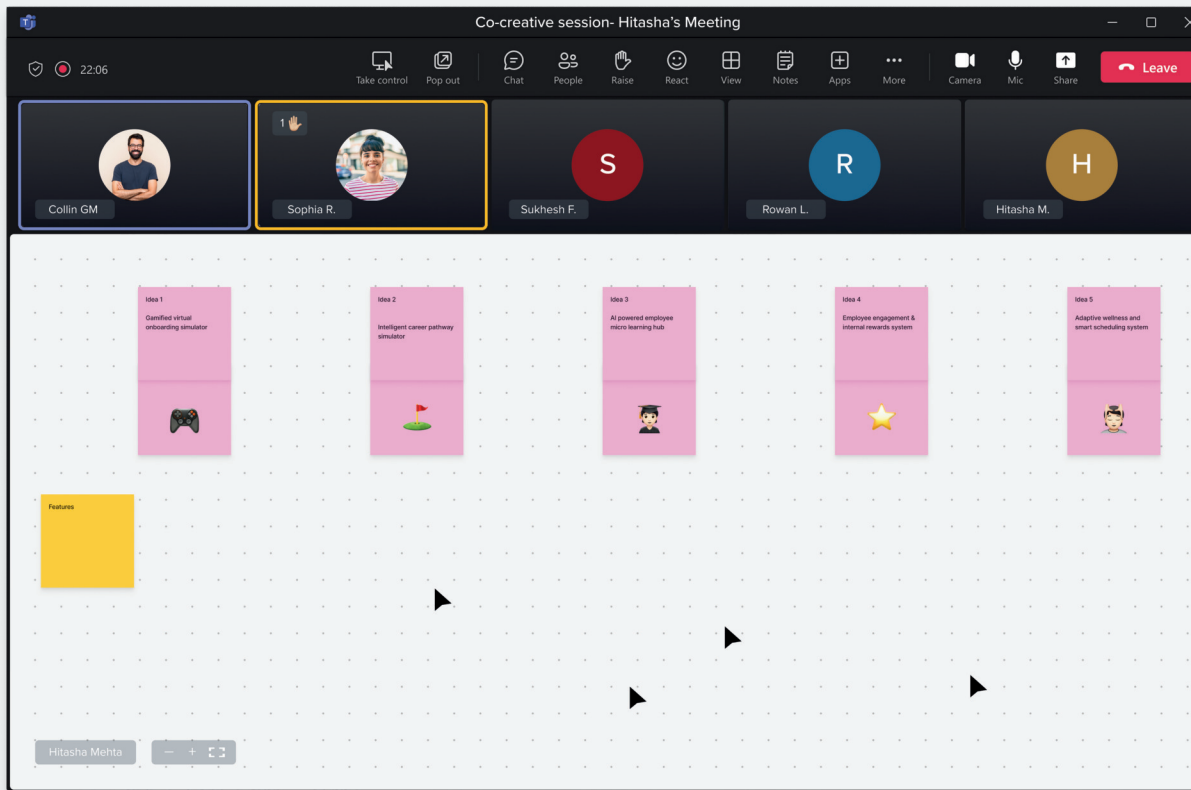 Co-creative session- Hitasha's Meeting
22:06
Take control
Pop out
Chat
People
Raise
React
View
Notes
Apps
More
Camera
Mic
Share
Leave
Collin GM
1
Sophia R.
S
Sukhesh F.
R
Rowan L.
H
Hitasha M.
Idea 1
Gamified virtual
onboarding simulator
Idea 2
Intelligent career pathway
simulator
Idea 3
AI powered employee
micro learning hub
Idea 4
Employee engagement &
internal rewards system
Idea 5
Adaptive wellness and
smart scheduling system
Features
Hitasha Mehta